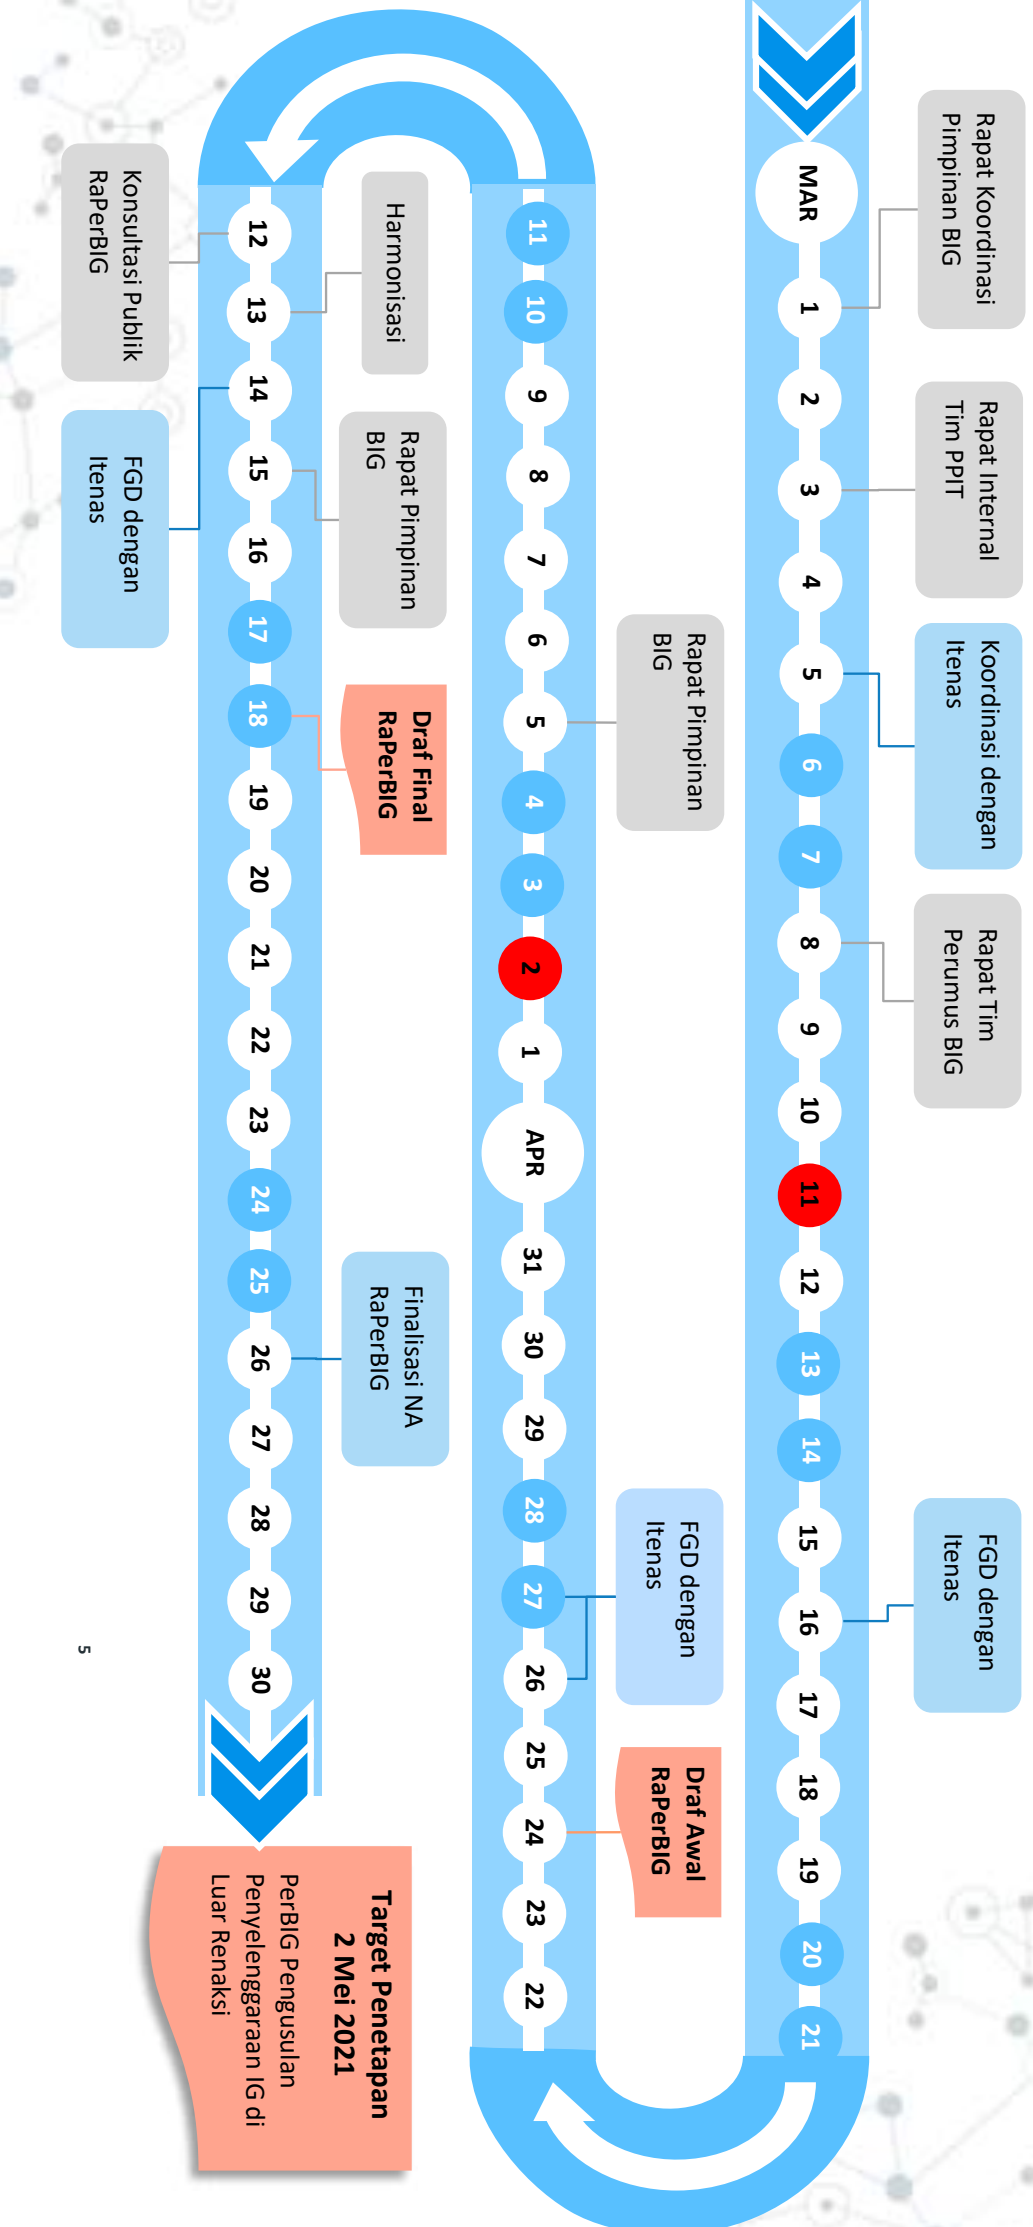 Rapat Koordinasi
Pimpinan BIG
Rapat Internal
Tim PPIT
Koordinasi dengan
Itenas
Rapat Tim
Perumus BIG
FGD dengan
Itenas
MAR
1
2
3
4
5
6
7
8
9
10
11
12
13
14
15
16
17
18
19
20
21
Rapat Pimpinan
BIG
FGD dengan
Itenas
Draf Awal
RaPerBIG
11
10
9
8
7
6
5
4
3
2
1
APR
31
30
29
28
27
26
25
24
23
22
Harmonisasi
Rapat Pimpinan
BIG
Draf Final
RaPerBIG
Finalisasi NA
RaPerBIG
12
13
14
15
16
17
18
19
20
21
22
23
24
25
26
27
28
29
30
Konsultasi Publik
RaPerBIG
FGD dengan
Itenas
Target Penetapan
2 Mei 2021
PerBIG Pengusulan
Penyelenggaraan IG di
Luar Renaksi
5